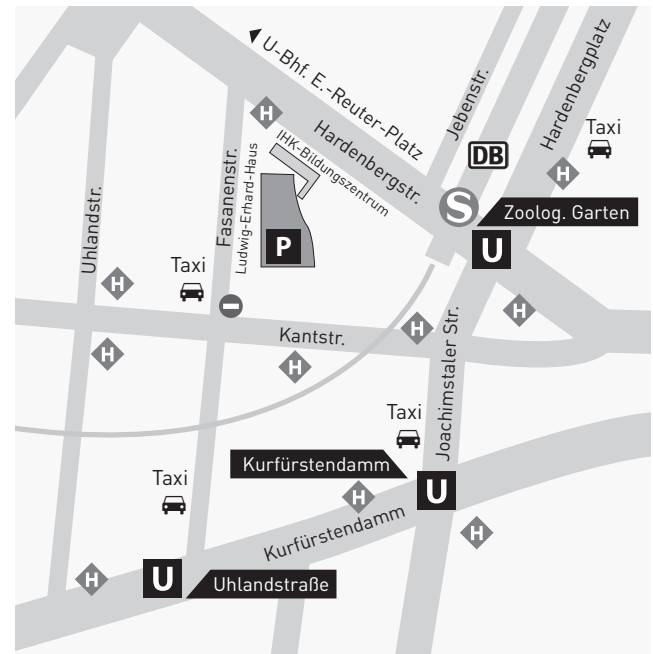 U-Bhf. E.-Reuter-Platz
Jebenstr.
Hardenbergplatz
H
Hardenbergstr.
Taxi
DB
IHK-Bildungszentrum
H
Fasanenstr.
Ludwig-Erhard-Haus
Uhlandstr.
S
Zoolog. Garten
P
U
Taxi
H
H
Kantstr.
H
H
H
Joachimstaler Str.
Taxi
Kurfürstendamm
Taxi
U
H
Kurfürstendamm
H
H
U
Uhlandstraße